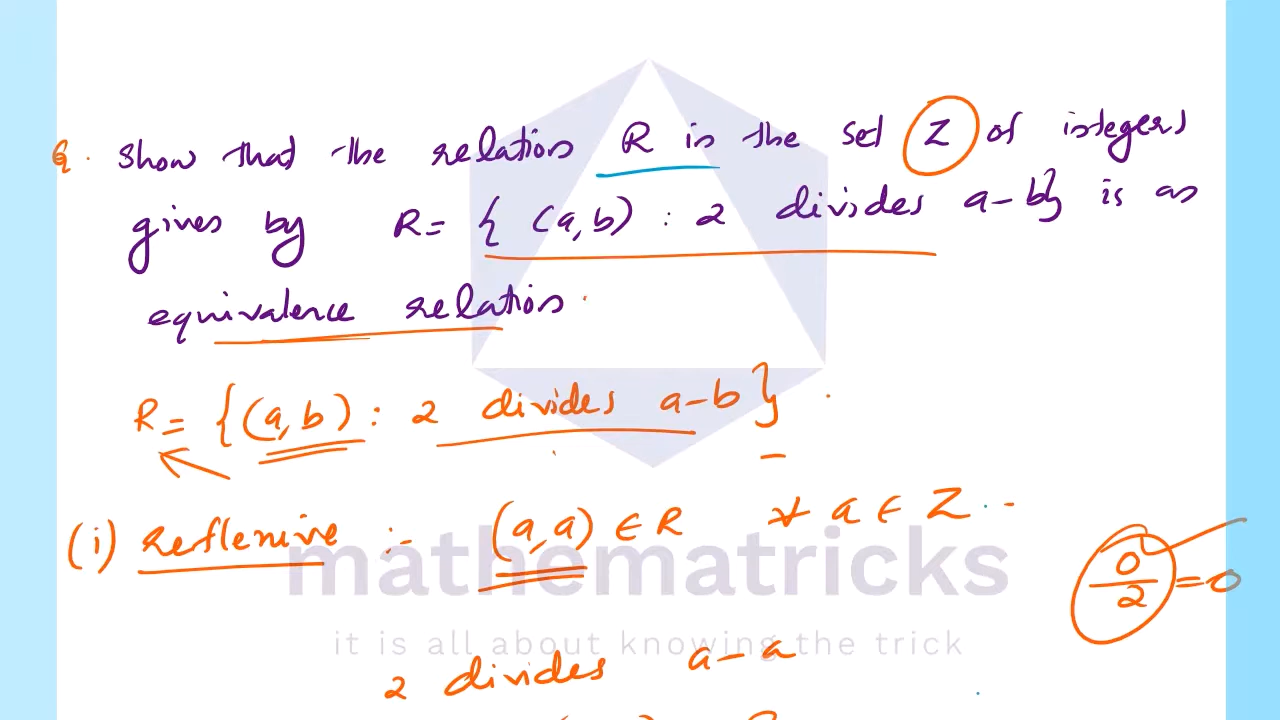 Q. Show that the relation R in the set Z of integers
given by R = { (a,b) : 2 divides a-b} is an
equivalence relation.
R = {(a,b) : 2 divides a-b} .
(i) Reflexive :- (a,a) ∈ R ∀ a ∈ Z .
0/2 = 0
mathematricks
it is all about knowing the trick
2 divides a-a